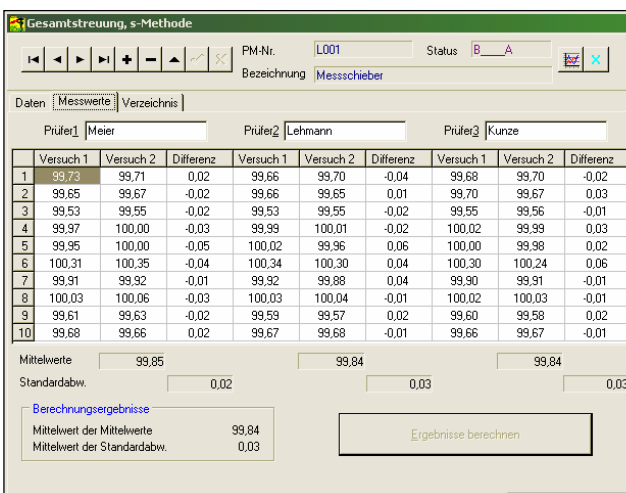 Gesamtstreuung, s-Methode
PM-Nr. L001 Status B___A
Bezeichnung Messschieber
Daten Messwerte Verzeichnis
Prüfer1 Meier Prüfer2 Lehmann Prüfer3 Kunze
Versuch 1 Versuch 2 Differenz Versuch 1 Versuch 2 Differenz Versuch 1 Versuch 2 Differenz
1 99,73 99,71 0,02 99,66 99,70 -0,04 99,68 99,70 -0,02
2 99,65 99,67 -0,02 99,66 99,65 0,01 99,70 99,67 0,03
3 99,53 99,55 -0,02 99,53 99,55 -0,02 99,55 99,56 -0,01
4 99,97 100,00 -0,03 99,99 100,01 -0,02 100,02 99,99 0,03
5 99,95 100,00 -0,05 100,02 99,96 0,06 100,00 99,98 0,02
6 100,31 100,35 -0,04 100,34 100,30 0,04 100,30 100,24 0,06
7 99,91 99,92 -0,01 99,92 99,88 0,04 99,90 99,91 -0,01
8 100,03 100,06 -0,03 100,03 100,04 -0,01 100,02 100,03 -0,01
9 99,61 99,63 -0,02 99,59 99,57 0,02 99,60 99,58 0,02
10 99,68 99,66 0,02 99,67 99,68 -0,01 99,66 99,67 -0,01
Mittelwerte 99,85 99,84 99,84
Standardabw. 0,02 0,03 0,03
Berechnungsergebnisse
Mittelwert der Mittelwerte 99,84
Mittelwert der Standardabw. 0,03
Ergebnisse berechnen